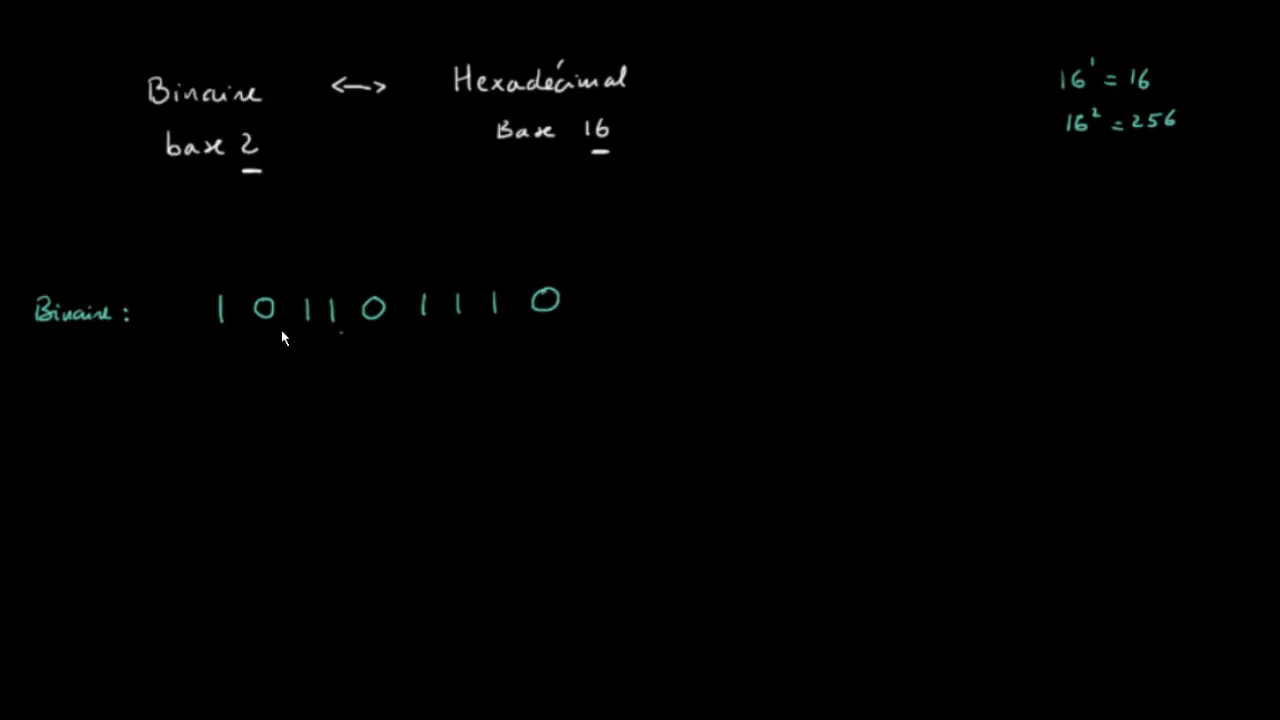 Binaire <-> Hexadécimal
base 2 Base 16
16¹ = 16
16² = 256
Binaire : 1 0 1 1 0 1 1 1 0